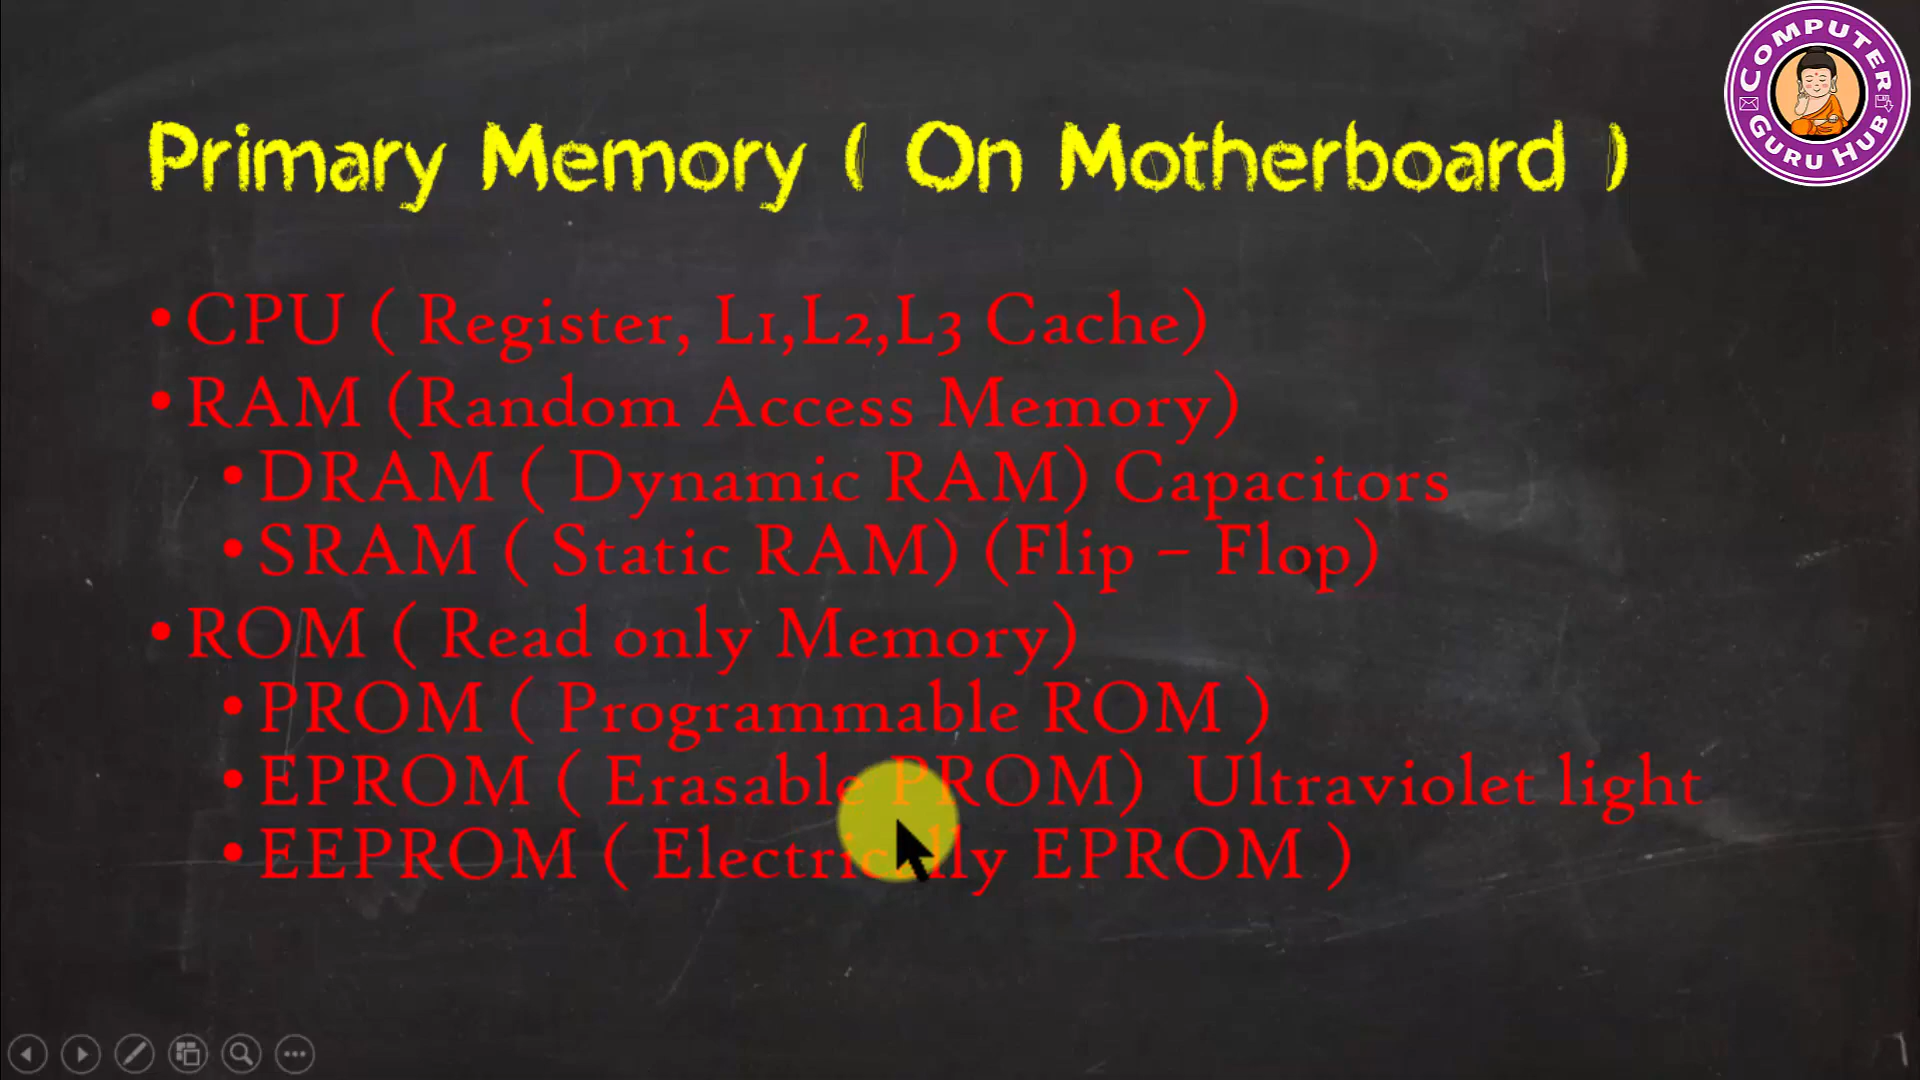 COMPUTER
GURU HUB
Primary Memory ( On Motherboard )
• CPU ( Register, L1,L2,L3 Cache)
• RAM (Random Access Memory)
• DRAM ( Dynamic RAM) Capacitors
• SRAM ( Static RAM) (Flip – Flop)
• ROM ( Read only Memory)
• PROM ( Programmable ROM )
• EPROM ( Erasable PROM) Ultraviolet light
• EEPROM ( Electrically EPROM )